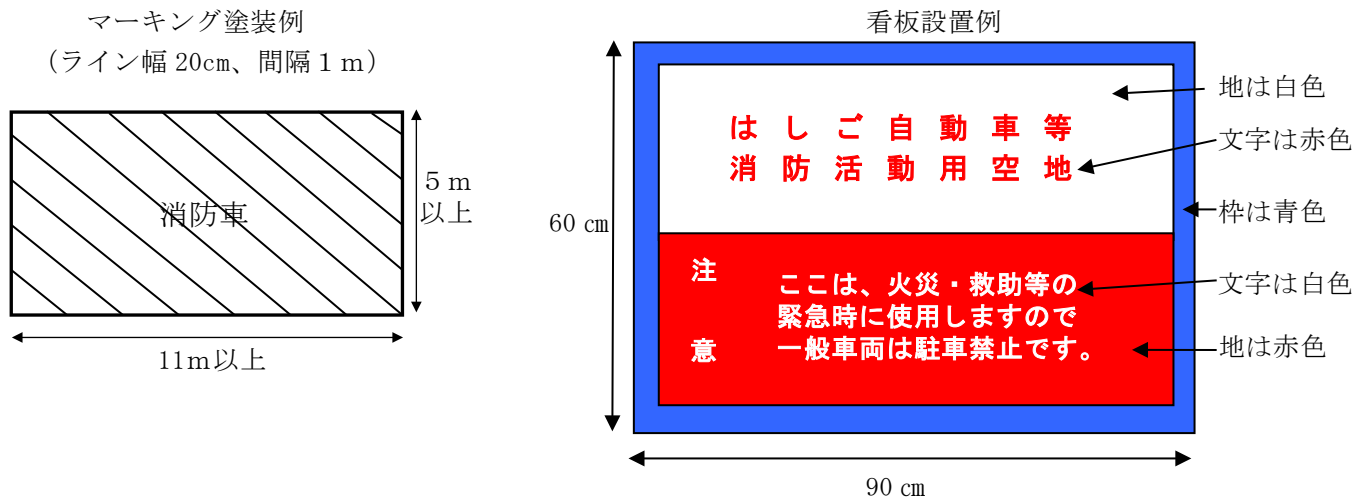 マーキング塗装例
（ライン幅 20㎝、間隔１ｍ）
消防車
５ｍ
以上
11ｍ以上
看板設置例
はしご自動車等
消防活動用空地
注
意
ここは、火災・救助等の
緊急時に使用しますので
一般車両は駐車禁止です。
60 ㎝
90 ㎝
地は白色
文字は赤色
枠は青色
文字は白色
地は赤色